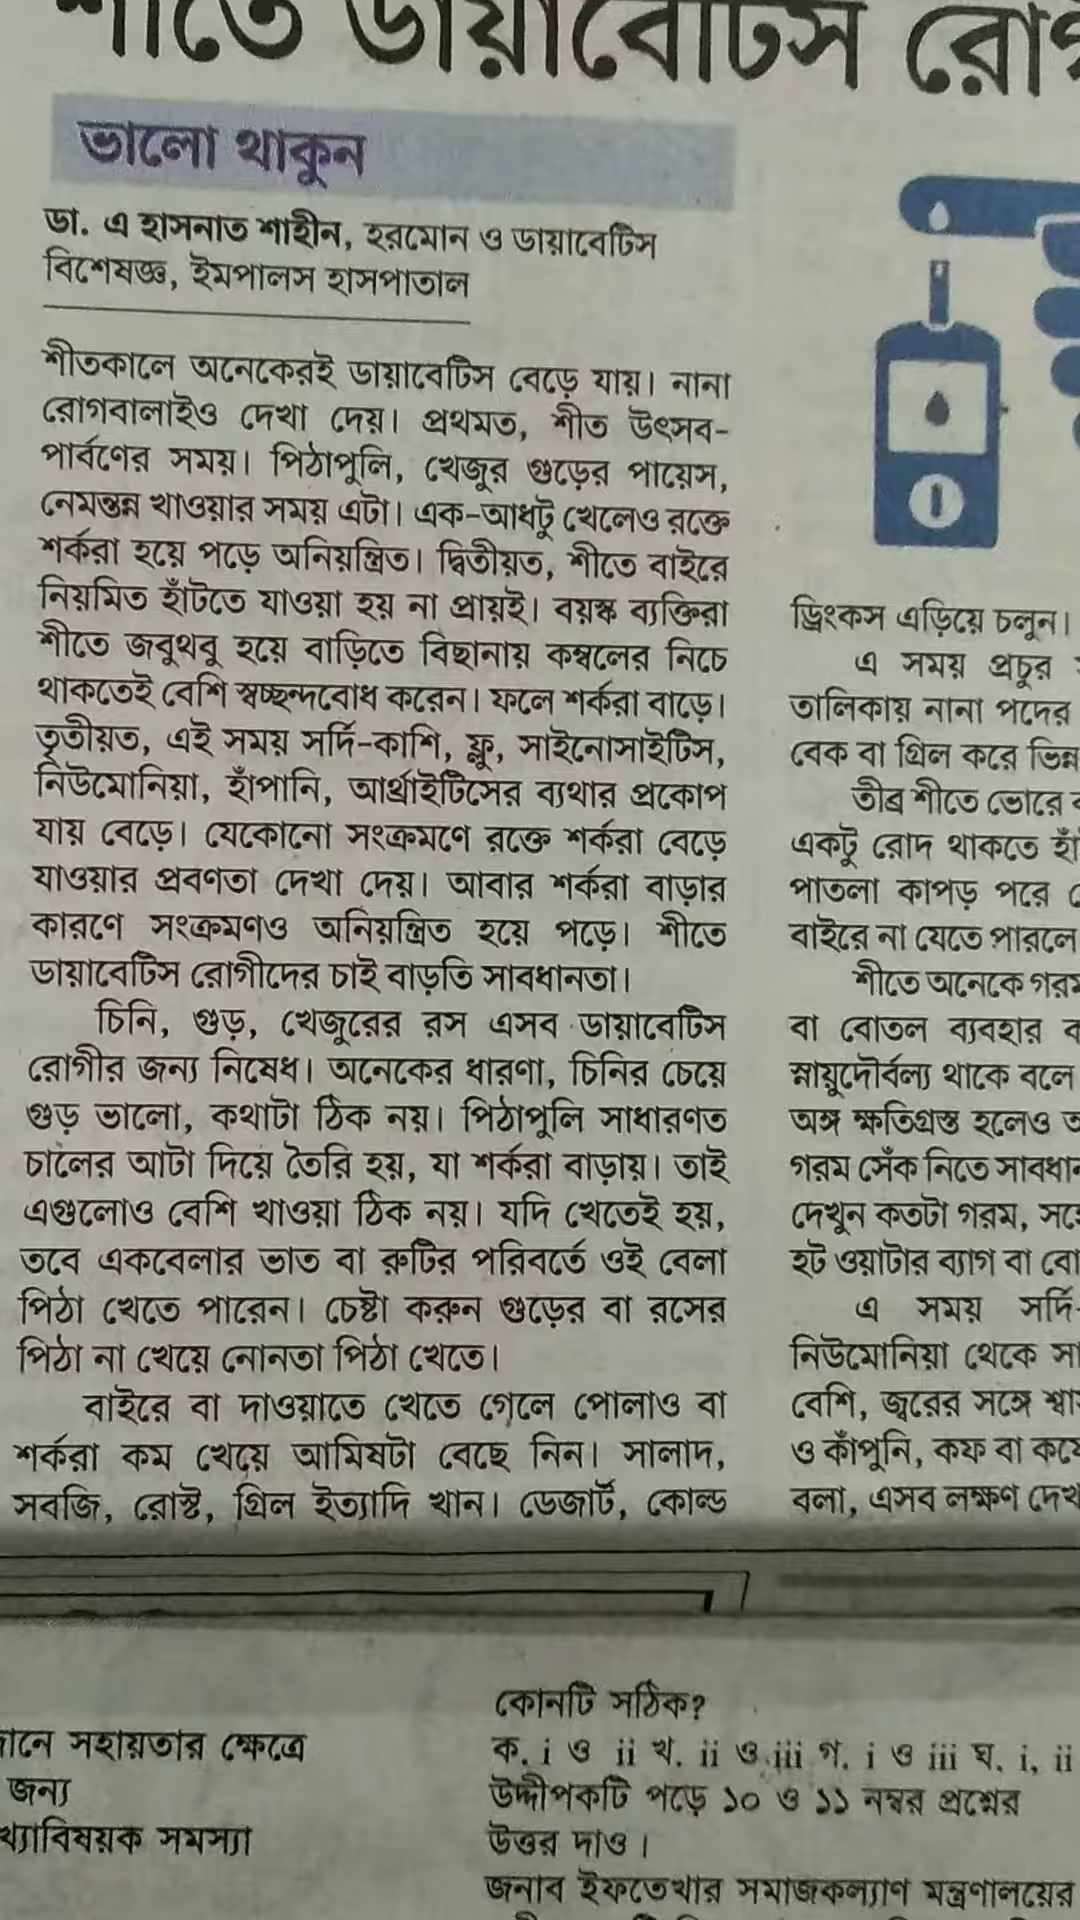 শীতে ডায়াবেটিস
ভালো থাকুন
ডা. এ হাসনাত শাহীন, হরমোন ও ডায়াবেটিস
বিশেষজ্ঞ, ইমপালস হাসপাতাল
শীতকালে অনেকেরই ডায়াবেটিস বেড়ে যায়। নানা
রোগবালাইও দেখা দেয়। প্রথমত, শীত উৎসব-
পার্বণের সময়। পিঠাপুলি, খেজুর গুড়ের পায়েস,
নেমন্তন্ন খাওয়ার সময় এটা। এক-আধটু খেলেও রক্তে
শর্করা হয়ে পড়ে অনিয়ন্ত্রিত। দ্বিতীয়ত, শীতে বাইরে
নিয়মিত হাঁটতে যাওয়া হয় না প্রায়ই। বয়স্ক ব্যক্তিরা
শীতে জবুথবু হয়ে বাড়িতে বিছানায় কম্বলের নিচে
থাকতেই বেশি স্বচ্ছন্দবোধ করেন। ফলে শর্করা বাড়ে।
তৃতীয়ত, এই সময় সর্দি-কাশি, ফ্লু, সাইনোসাইটিস,
নিউমোনিয়া, হাঁপানি, আর্থ্রাইটিসের ব্যথার প্রকোপ
যায় বেড়ে। যেকোনো সংক্রমণে রক্তে শর্করা বেড়ে
যাওয়ার প্রবণতা দেখা দেয়। আবার শর্করা বাড়ার
কারণে সংক্রমণও অনিয়ন্ত্রিত হয়ে পড়ে। শীতে
ডায়াবেটিস রোগীদের চাই বাড়তি সাবধানতা।
চিনি, গুড়, খেজুরের রস এসব ডায়াবেটিস
রোগীর জন্য নিষেধ। অনেকের ধারণা, চিনির চেয়ে
গুড় ভালো, কথাটা ঠিক নয়। পিঠাপুলি সাধারণত
চালের আটা দিয়ে তৈরি হয়, যা শর্করা বাড়ায়। তাই
এগুলোও বেশি খাওয়া ঠিক নয়। যদি খেতেই হয়,
তবে একবেলার ভাত বা রুটির পরিবর্তে ওই বেলা
পিঠা খেতে পারেন। চেষ্টা করুন গুড়ের বা রসের
পিঠা না খেয়ে নোনতা পিঠা খেতে।
বাইরে বা দাওয়াতে খেতে গেলে পোলাও বা
শর্করা কম খেয়ে আমিষটা বেছে নিন। সালাদ,
সবজি, রোস্ট, গ্রিল ইত্যাদি খান। ডেজার্ট, কোল্ড
ড্রিংকস এড়িয়ে চলুন।
এ সময় প্রচুর
তালিকায় নানা পদের
বেক বা গ্রিল করে ভিন্ন
তীব্র শীতে ভোরে
একটু রোদ থাকতে
পাতলা কাপড় পরে
বাইরে না যেতে পারলে
শীতে অনেকে গরম
বা বোতল ব্যবহার
স্নায়ুদৌর্বল্য থাকে বলে
অঙ্গ ক্ষতিগ্রস্ত হলেও
গরম সেঁক নিতে
দেখুন কতটা গরম,
হট ওয়াটার ব্যাগ বা
এ সময় সর্দি-
নিউমোনিয়া থেকে
বেশি, জ্বরের সঙ্গে
ও কাঁপুনি, কফ বা
বলা, এসব লক্ষণ
কোনটি সঠিক?
ক. i ও ii খ. ii ও iii গ. i ও iii ঘ. i, ii
উদ্দীপকটি পড়ে ১০ ও ১১ নম্বর প্রশ্নের
উত্তর দাও।
জনাব ইফতেখার সমাজকল্যাণ মন্ত্রণালয়ের
সহায়তার ক্ষেত্রে
জন্য
সমস্যা